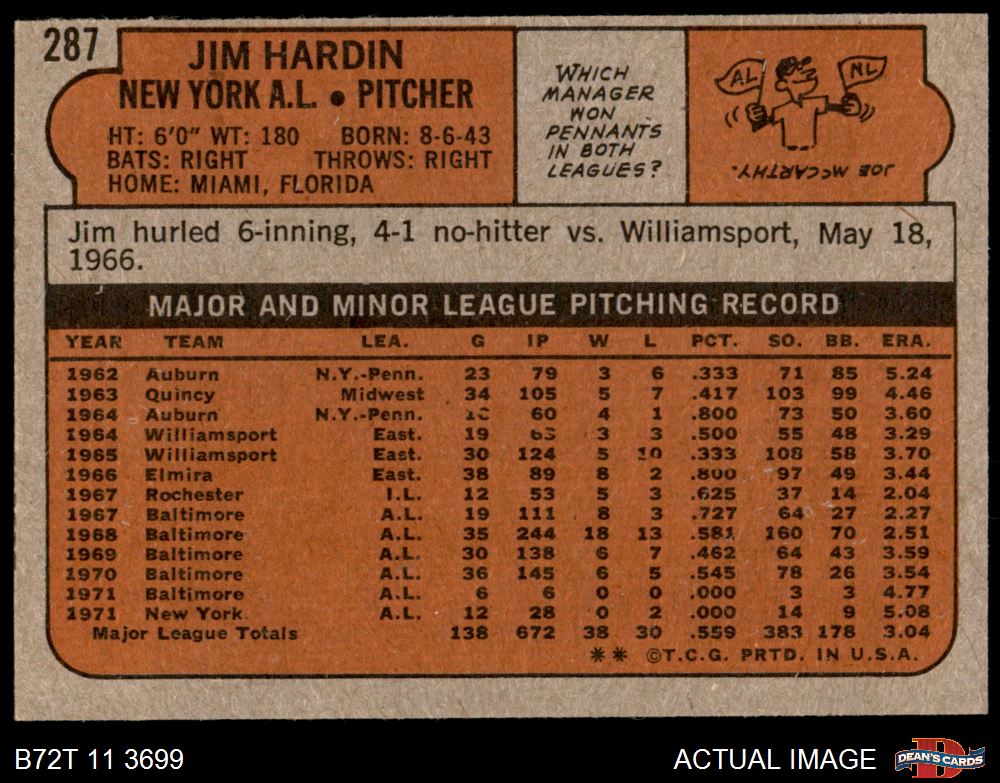 287
JIM HARDIN
NEW YORK A.L. • PITCHER
HT: 6'0" WT: 180 BORN: 8-6-43
BATS: RIGHT THROWS: RIGHT
HOME: MIAMI, FLORIDA
WHICH
MANAGER
WON
PENNANTS
IN BOTH
LEAGUES?
AL NL
JOE McCARTHY.
Jim hurled 6-inning, 4-1 no-hitter vs. Williamsport, May 18,
1966.
MAJOR AND MINOR LEAGUE PITCHING RECORD
YEAR TEAM LEA. G IP W L PCT. SO. BB. ERA.
1962 Auburn N.Y.-Penn. 23 79 3 6 .333 71 85 5.24
1963 Quincy Midwest 34 105 5 7 .417 103 99 4.46
1964 Auburn N.Y.-Penn. 60 4 1 .800 73 50 3.60
1964 Williamsport East. 19 63 3 3 .500 55 48 3.29
1965 Williamsport East. 30 124 5 10 .333 108 58 3.70
1966 Elmira East. 38 89 8 2 .800 97 49 3.44
1967 Rochester I.L. 12 53 5 3 .625 37 14 2.04
1967 Baltimore A.L. 19 111 8 3 .727 64 27 2.27
1968 Baltimore A.L. 35 244 18 13 .581 160 70 2.51
1969 Baltimore A.L. 30 138 6 7 .462 64 43 3.59
1970 Baltimore A.L. 36 145 6 5 .545 78 26 3.54
1971 Baltimore A.L. 6 6 0 0 .000 3 3 4.77
1971 New York A.L. 12 28 0 2 .000 14 9 5.08
Major League Totals 138 672 38 30 .559 383 178 3.04
** ©T.C.G. PRTD. IN U.S.A.
B72T 11 3699 ACTUAL IMAGE
D
DEAN'S CARDS